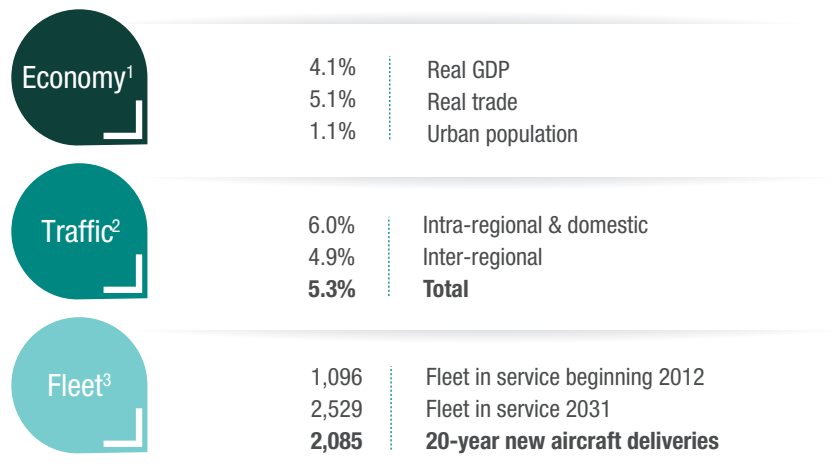 Economy¹
4.1% Real GDP
5.1% Real trade
1.1% Urban population
Traffic²
6.0% Intra-regional & domestic
4.9% Inter-regional
5.3% Total
Fleet³
1,096 Fleet in service beginning 2012
2,529 Fleet in service 2031
2,085 20-year new aircraft deliveries